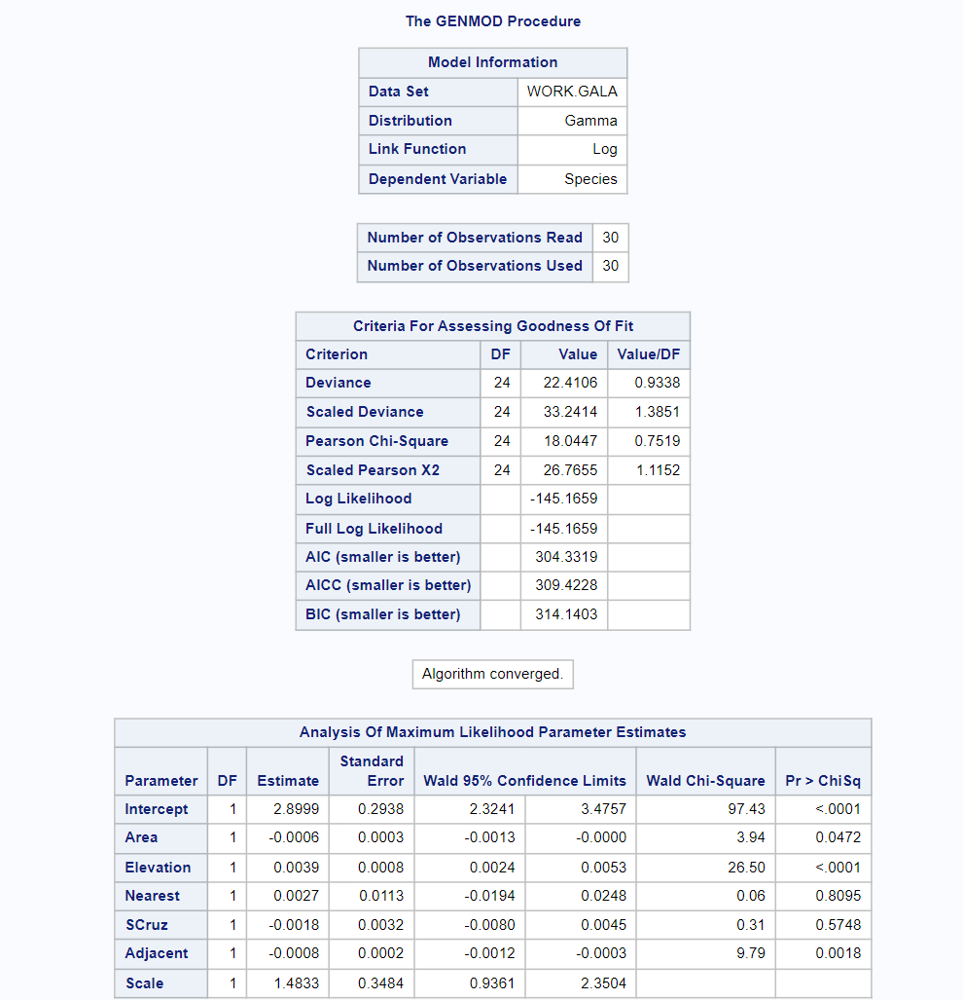 The GENMOD Procedure
Model Information
Data Set WORK.GALA
Distribution Gamma
Link Function Log
Dependent Variable Species
Number of Observations Read 30
Number of Observations Used 30
Criteria For Assessing Goodness Of Fit
Criterion DF Value Value/DF
Deviance 24 22.4106 0.9338
Scaled Deviance 24 33.2414 1.3851
Pearson Chi-Square 24 18.0447 0.7519
Scaled Pearson X2 24 26.7655 1.1152
Log Likelihood -145.1659
Full Log Likelihood -145.1659
AIC (smaller is better) 304.3319
AICC (smaller is better) 309.4228
BIC (smaller is better) 314.1403
Algorithm converged.
Analysis Of Maximum Likelihood Parameter Estimates
Parameter DF Estimate Standard Error Wald 95% Confidence Limits Wald Chi-Square Pr > ChiSq
Intercept 1 2.8999 0.2938 2.3241 3.4757 97.43 <.0001
Area 1 -0.0006 0.0003 -0.0013 -0.0000 3.94 0.0472
Elevation 1 0.0039 0.0008 0.0024 0.0053 26.50 <.0001
Nearest 1 0.0027 0.0113 -0.0194 0.0248 0.06 0.8095
SCruz 1 -0.0018 0.0032 -0.0080 0.0045 0.31 0.5748
Adjacent 1 -0.0008 0.0002 -0.0012 -0.0003 9.79 0.0018
Scale 1 1.4833 0.3484 0.9361 2.3504